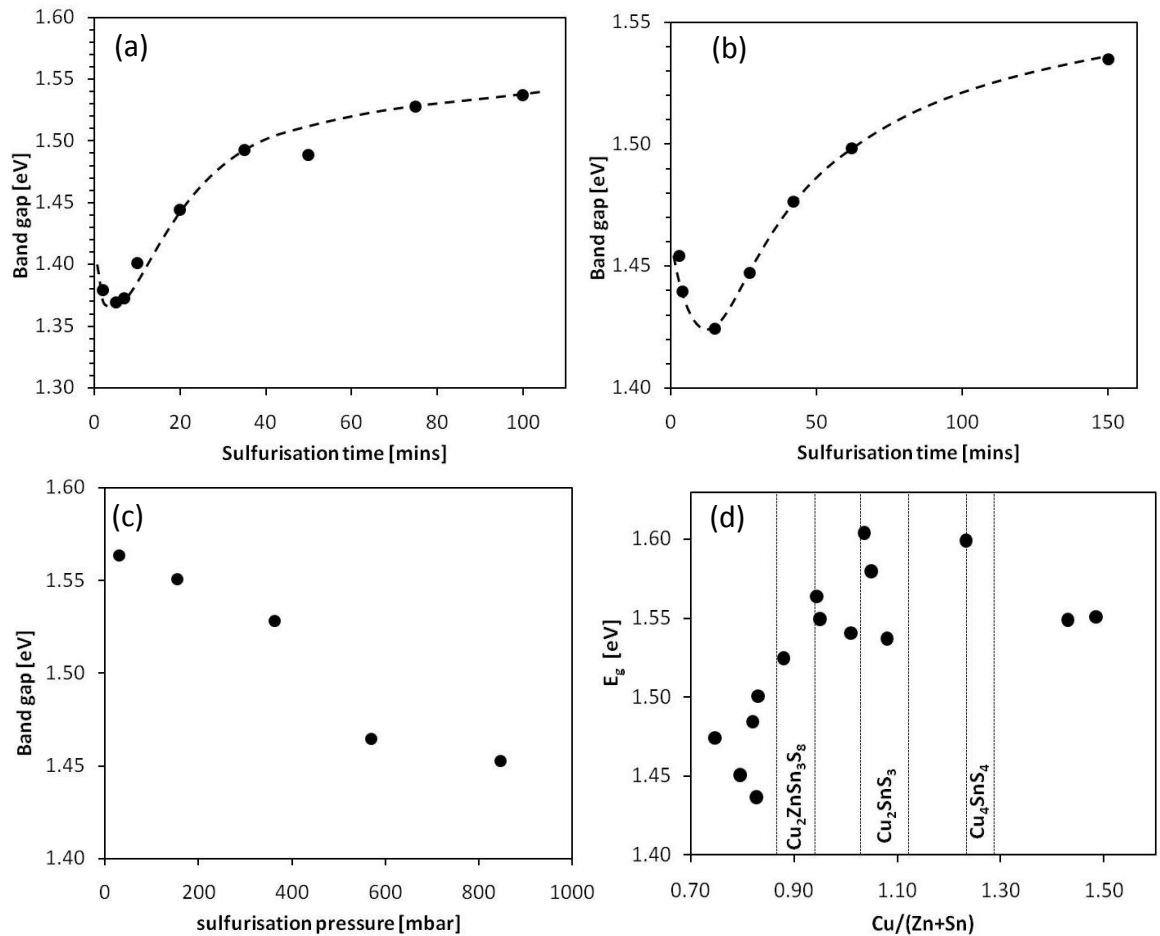 (a)
1.60
1.55
1.50
1.45
1.40
1.35
1.30
Band gap [eV]
0 20 40 60 80 100
Sulfurisation time [mins]
(b)
1.55
1.50
1.45
1.40
Band gap [eV]
0 50 100 150
Sulfurisation time [mins]
(c)
1.60
1.55
1.50
1.45
1.40
Band gap [eV]
0 200 400 600 800 1000
sulfurisation pressure [mbar]
(d)
1.60
1.55
1.50
1.45
1.40
E₉ [eV]
Cu₂ZnSn₃S₈
Cu₂SnS₃
Cu₄SnS₄
0.70 0.90 1.10 1.30 1.50
Cu/(Zn+Sn)